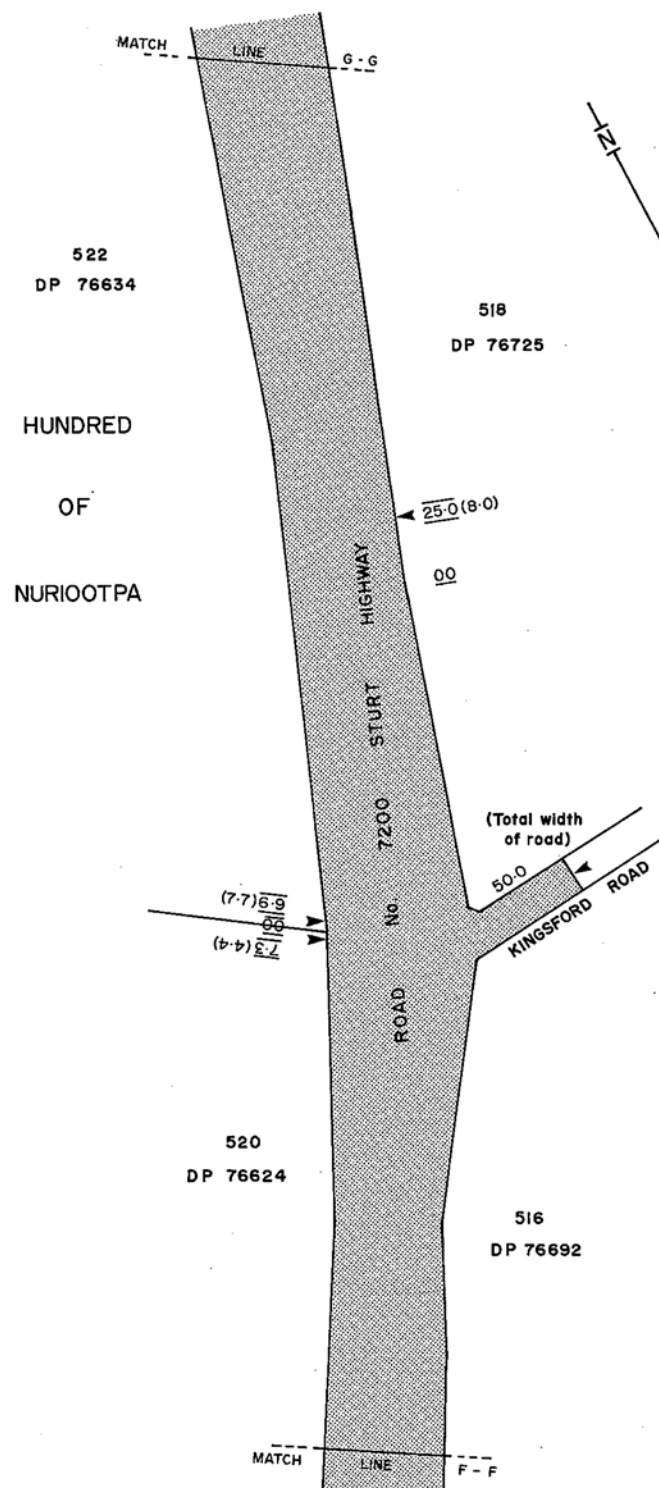 MATCH LINE G - G
N
522
DP 76634
518
DP 76725
HUNDRED
OF
NURIOOTPA
25·0 (8·0)
00
ROAD No. 7200 STURT HIGHWAY
(Total width
of road)
50·0
KINGSFORD ROAD
6·9 (7·7)
00
7·3 (4·4)
520
DP 76624
516
DP 76692
MATCH LINE F - F